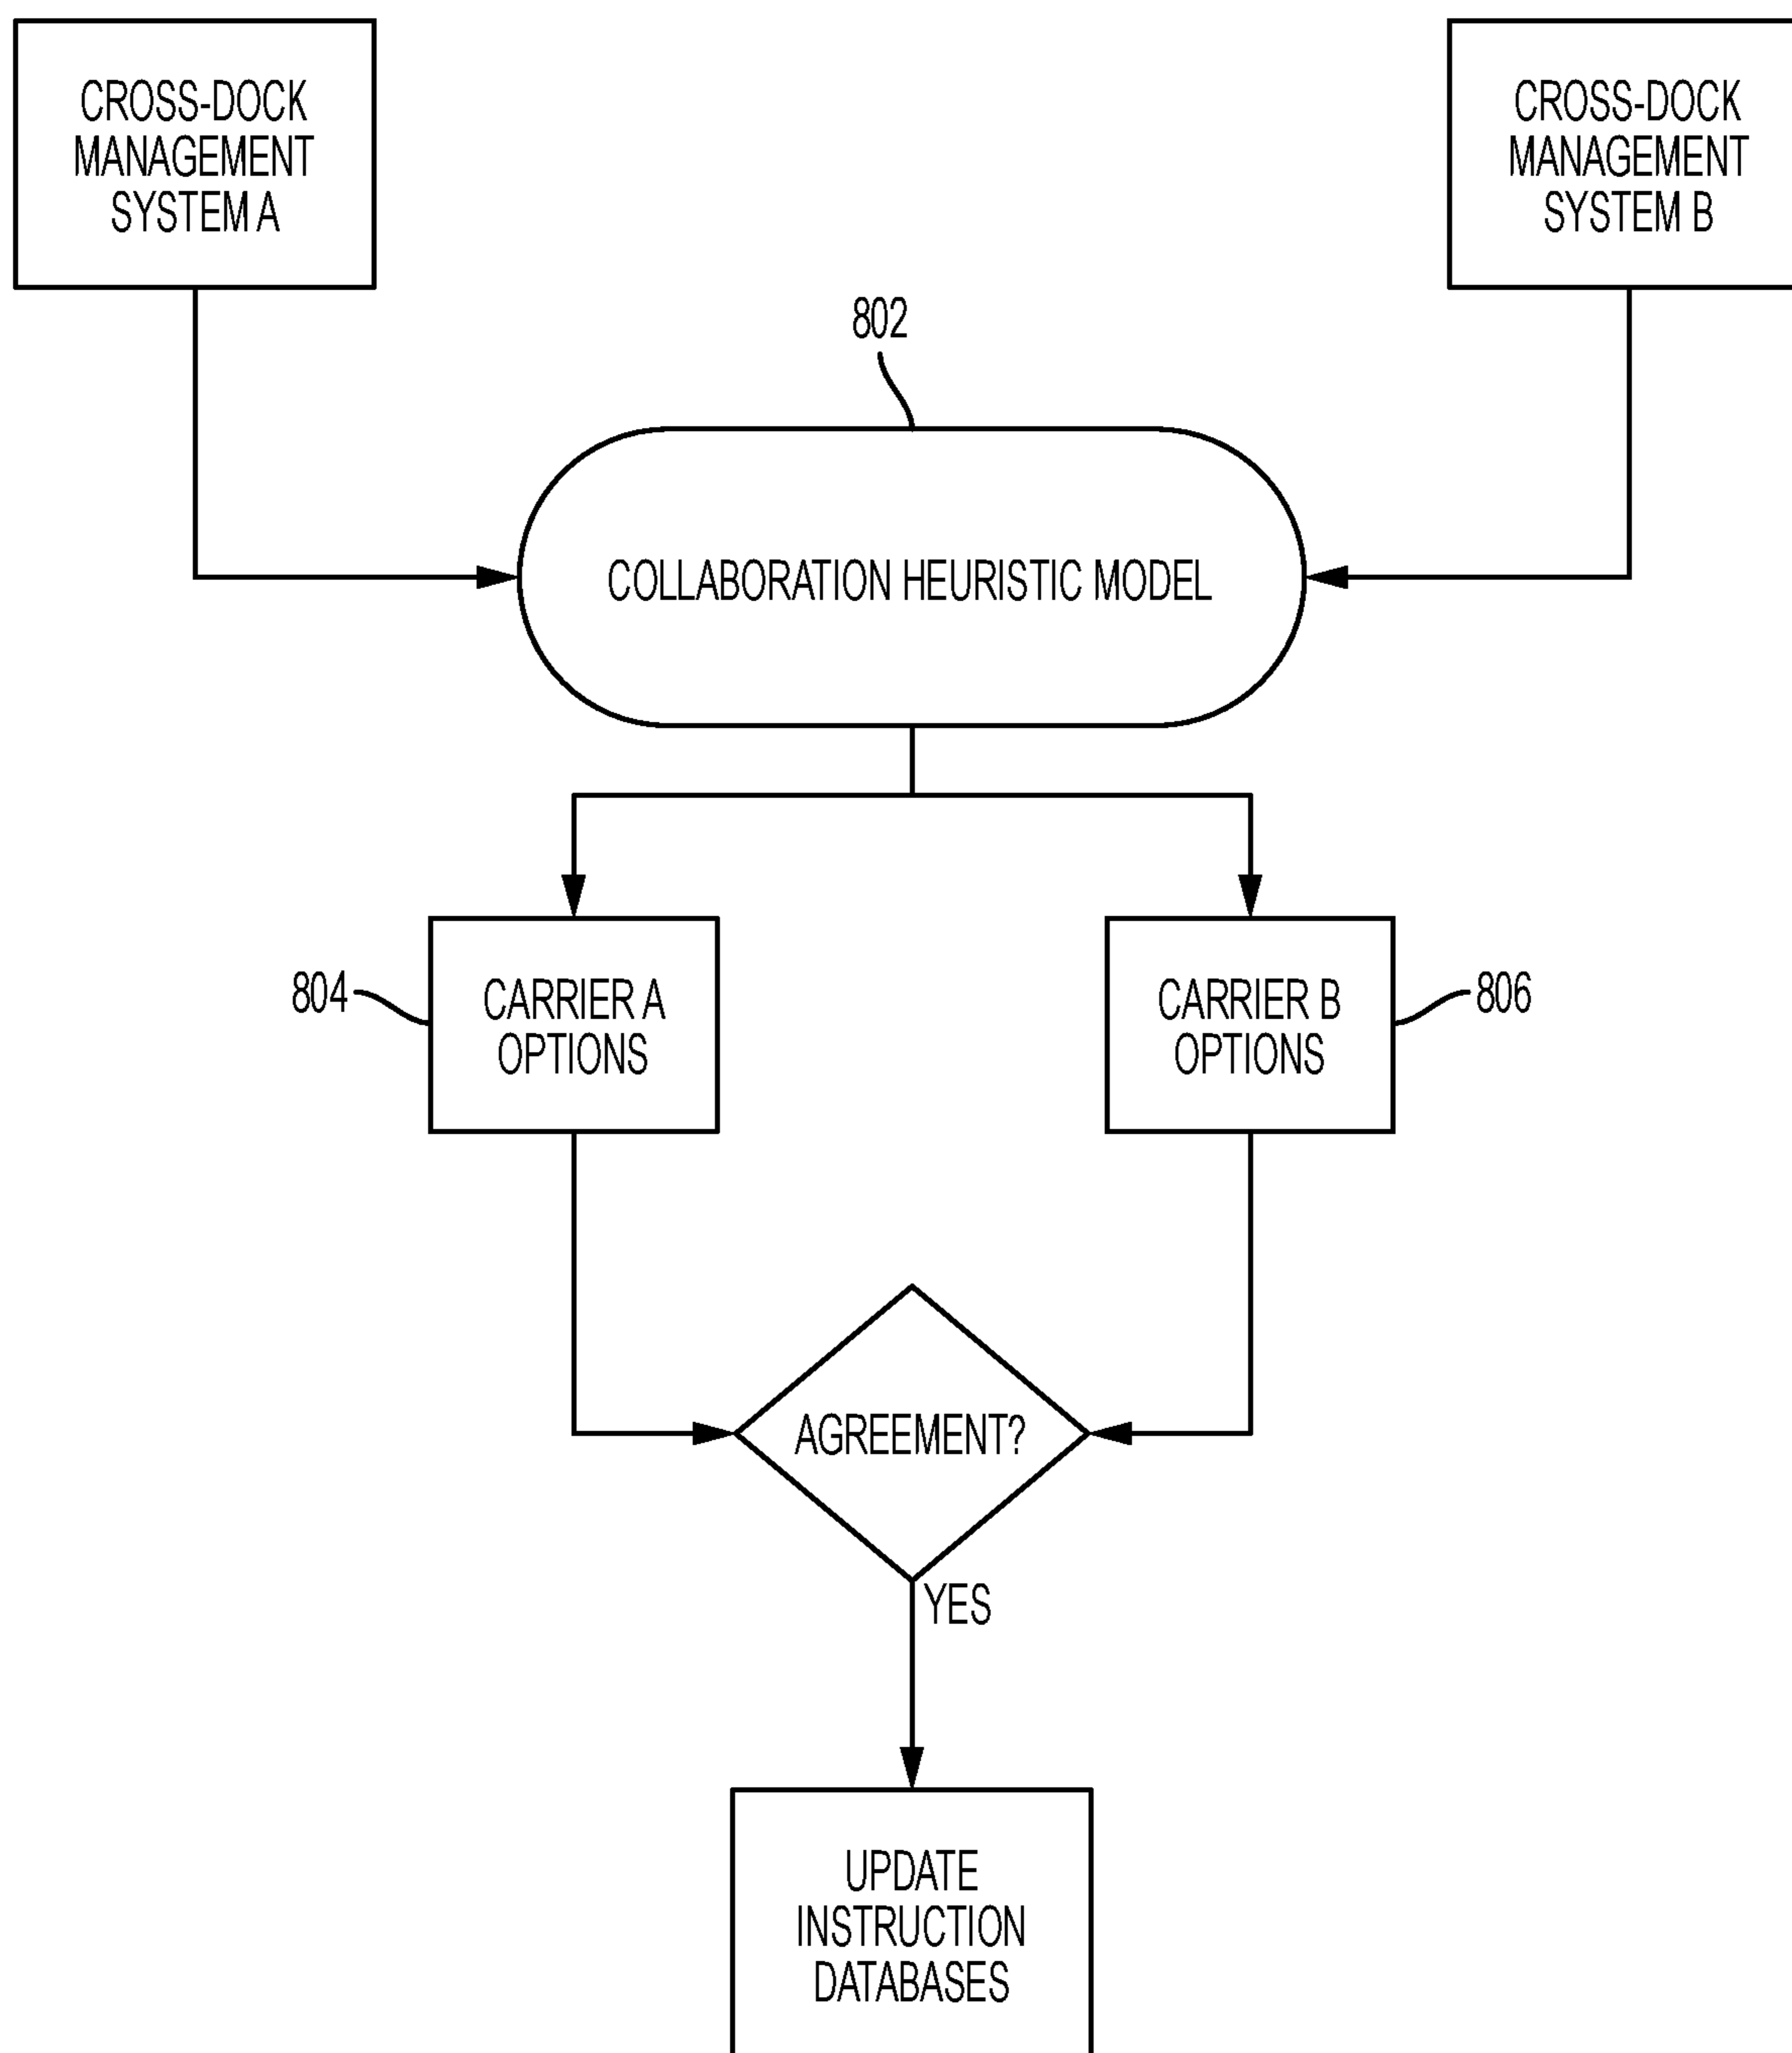 CROSS-DOCK
MANAGEMENT
SYSTEM A
CROSS-DOCK
MANAGEMENT
SYSTEM B
802
COLLABORATION HEURISTIC MODEL
804
CARRIER A
OPTIONS
CARRIER B
OPTIONS
806
AGREEMENT?
YES
UPDATE
INSTRUCTION
DATABASES